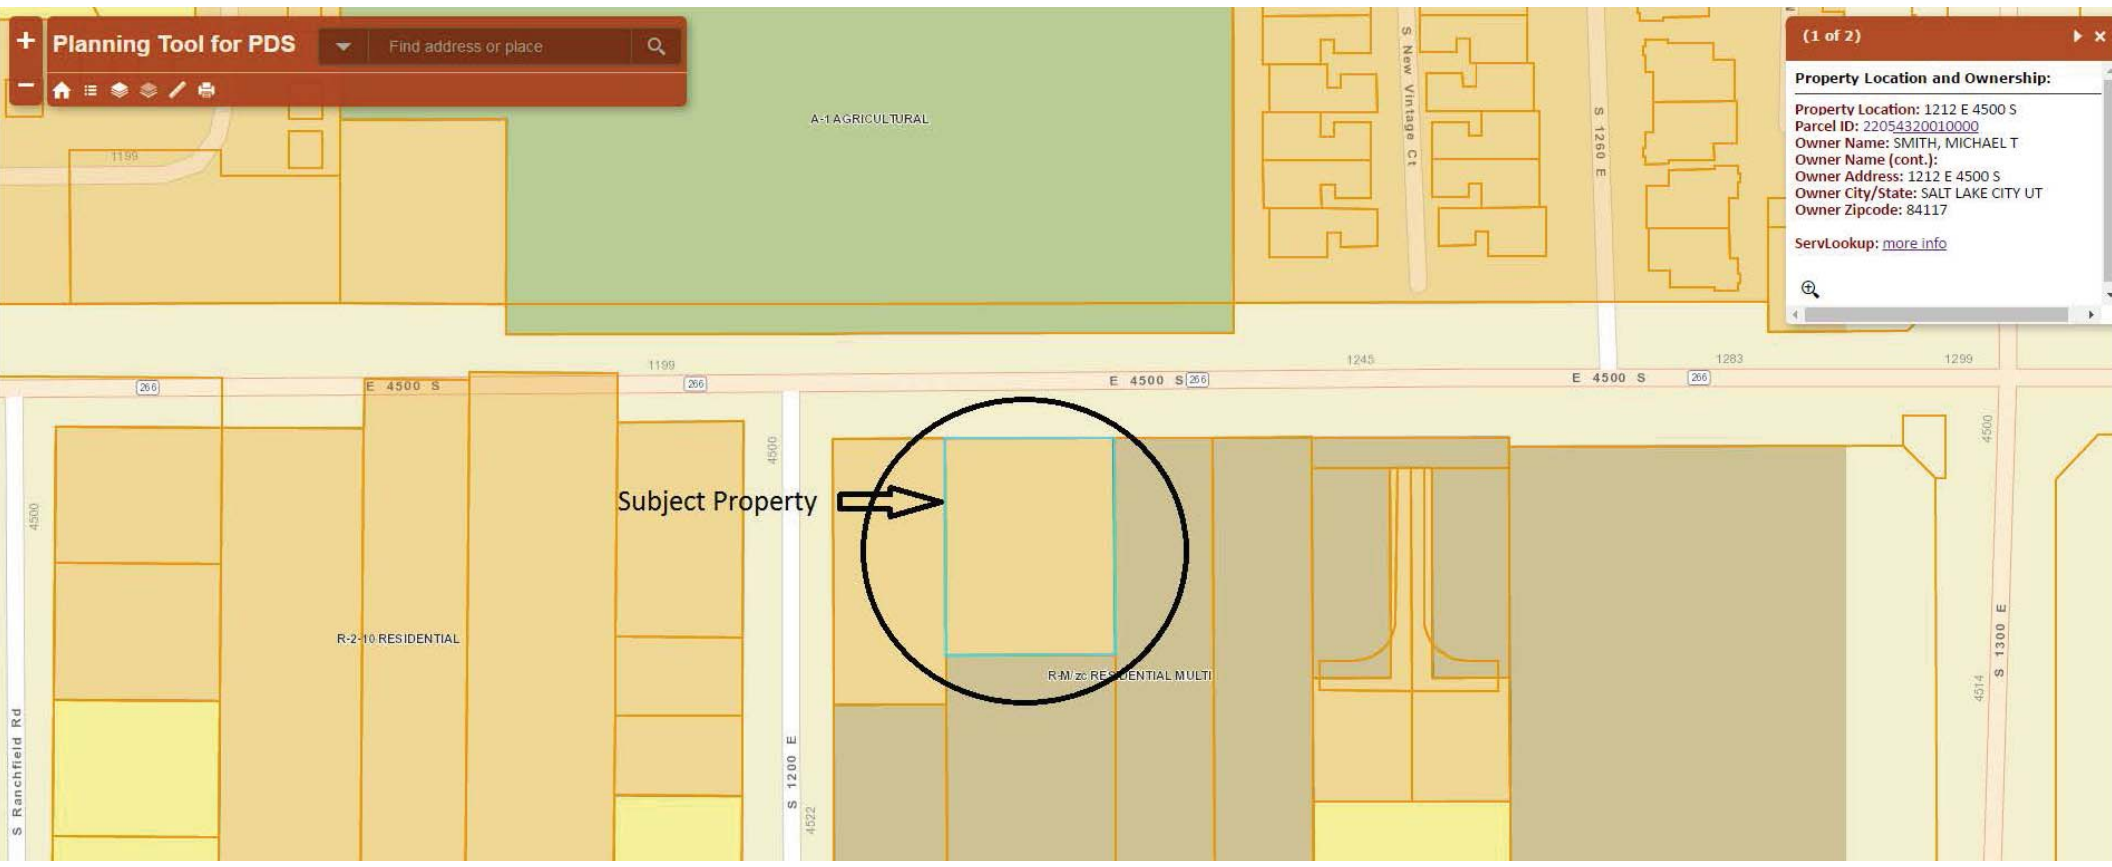 Planning Tool for PDS
Find address or place
(1 of 2)
Property Location and Ownership:
Property Location: 1212 E 4500 S
Parcel ID: 22054320010000
Owner Name: SMITH, MICHAEL T
Owner Name (cont.):
Owner Address: 1212 E 4500 S
Owner City/State: SALT LAKE CITY UT
Owner Zipcode: 84117
ServLookup: more info
A-1 AGRICULTURAL
S New Vintage Ct
S 1260 E
1199
1199
1245
1283
1299
266
E 4500 S
266
E 4500 S
266
E 4500 S
266
4500
4500
4500
Subject Property
R-2-10 RESIDENTIAL
R-M/zc RESIDENTIAL MULTI
S Ranchfield Rd
S 1200 E
4522
S 1300 E
4514